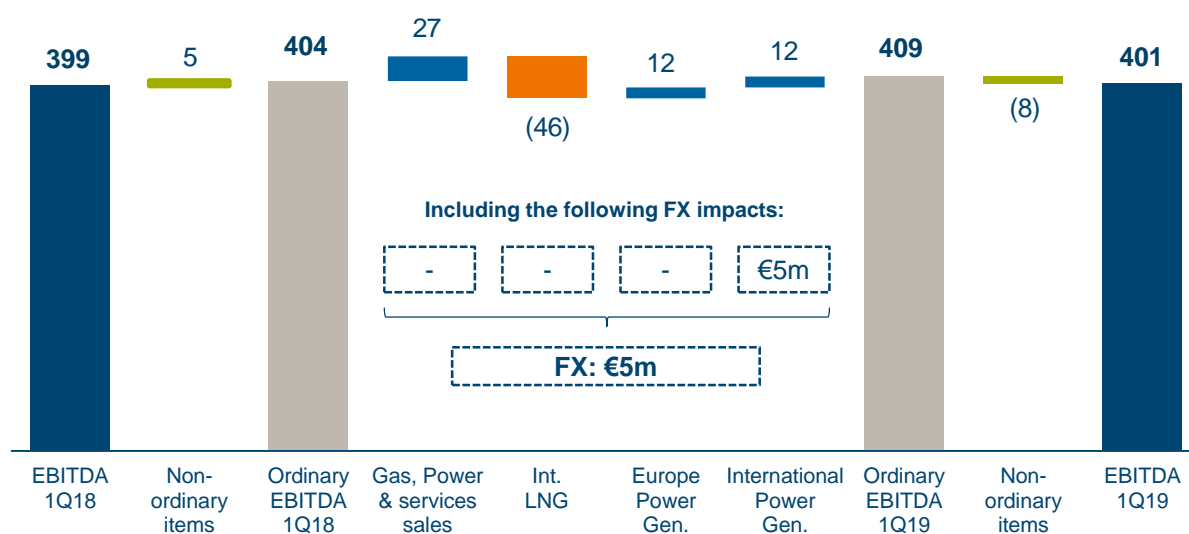 399
5
404
27
(46)
12
12
409
(8)
401
Including the following FX impacts:
-
-
-
€5m
FX: €5m
EBITDA
1Q18
Non-
ordinary
items
Ordinary
EBITDA
1Q18
Gas, Power
& services
sales
Int.
LNG
Europe
Power
Gen.
International
Power
Gen.
Ordinary
EBITDA
1Q19
Non-
ordinary
items
EBITDA
1Q19